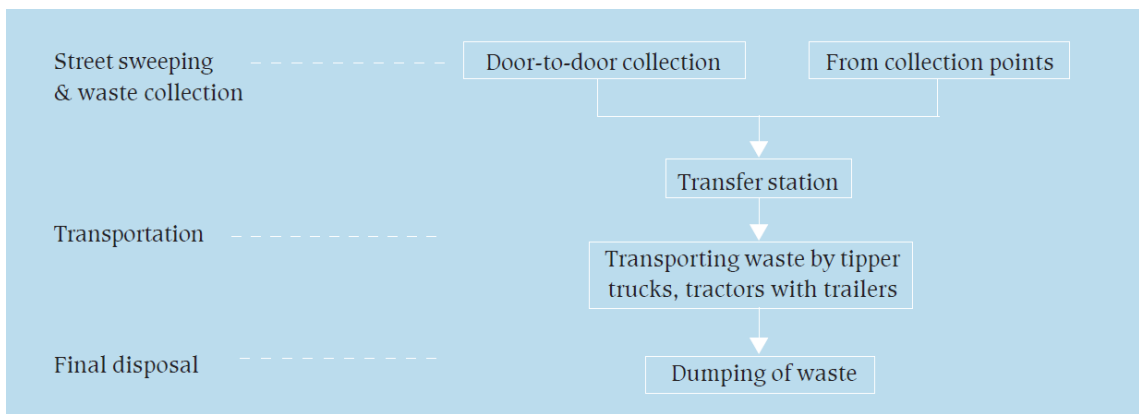 Street sweeping
& waste collection
Door-to-door collection
From collection points
Transfer station
Transportation
Transporting waste by tipper
trucks, tractors with trailers
Final disposal
Dumping of waste